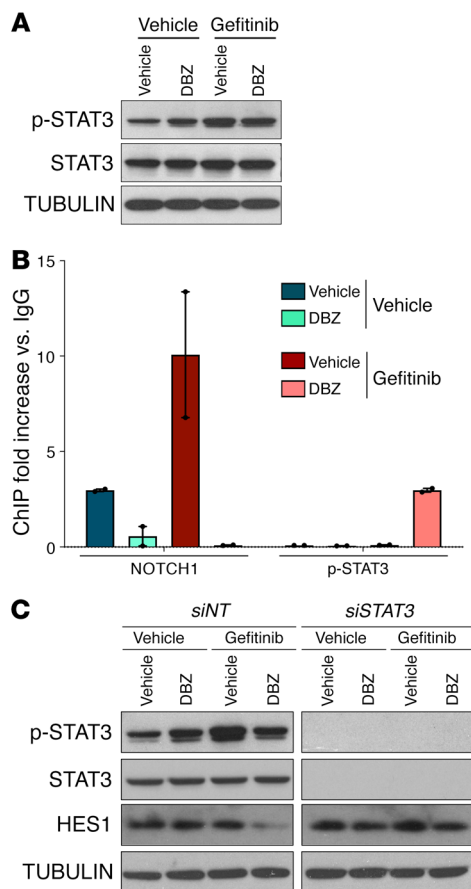 A
Vehicle Gefitinib
Vehicle DBZ Vehicle DBZ
p-STAT3
STAT3
TUBULIN
B
ChIP fold increase vs. IgG
15
10
5
0
Vehicle
DBZ
Vehicle
Vehicle
DBZ
Gefitinib
NOTCH1 p-STAT3
C
siNT siSTAT3
Vehicle Gefitinib Vehicle Gefitinib
Vehicle DBZ Vehicle DBZ Vehicle DBZ Vehicle DBZ
p-STAT3
STAT3
HES1
TUBULIN